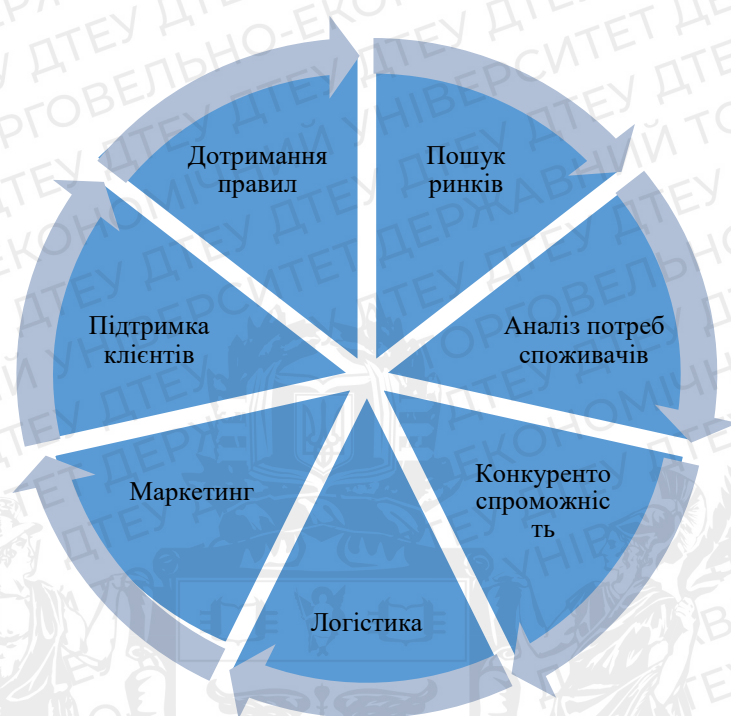 Дотримання
правил
Пошук
ринків
Підтримка
клієнтів
Аналіз потреб
споживачів
Маркетинг
Конкуренто
спроможніс
ть
Логістика